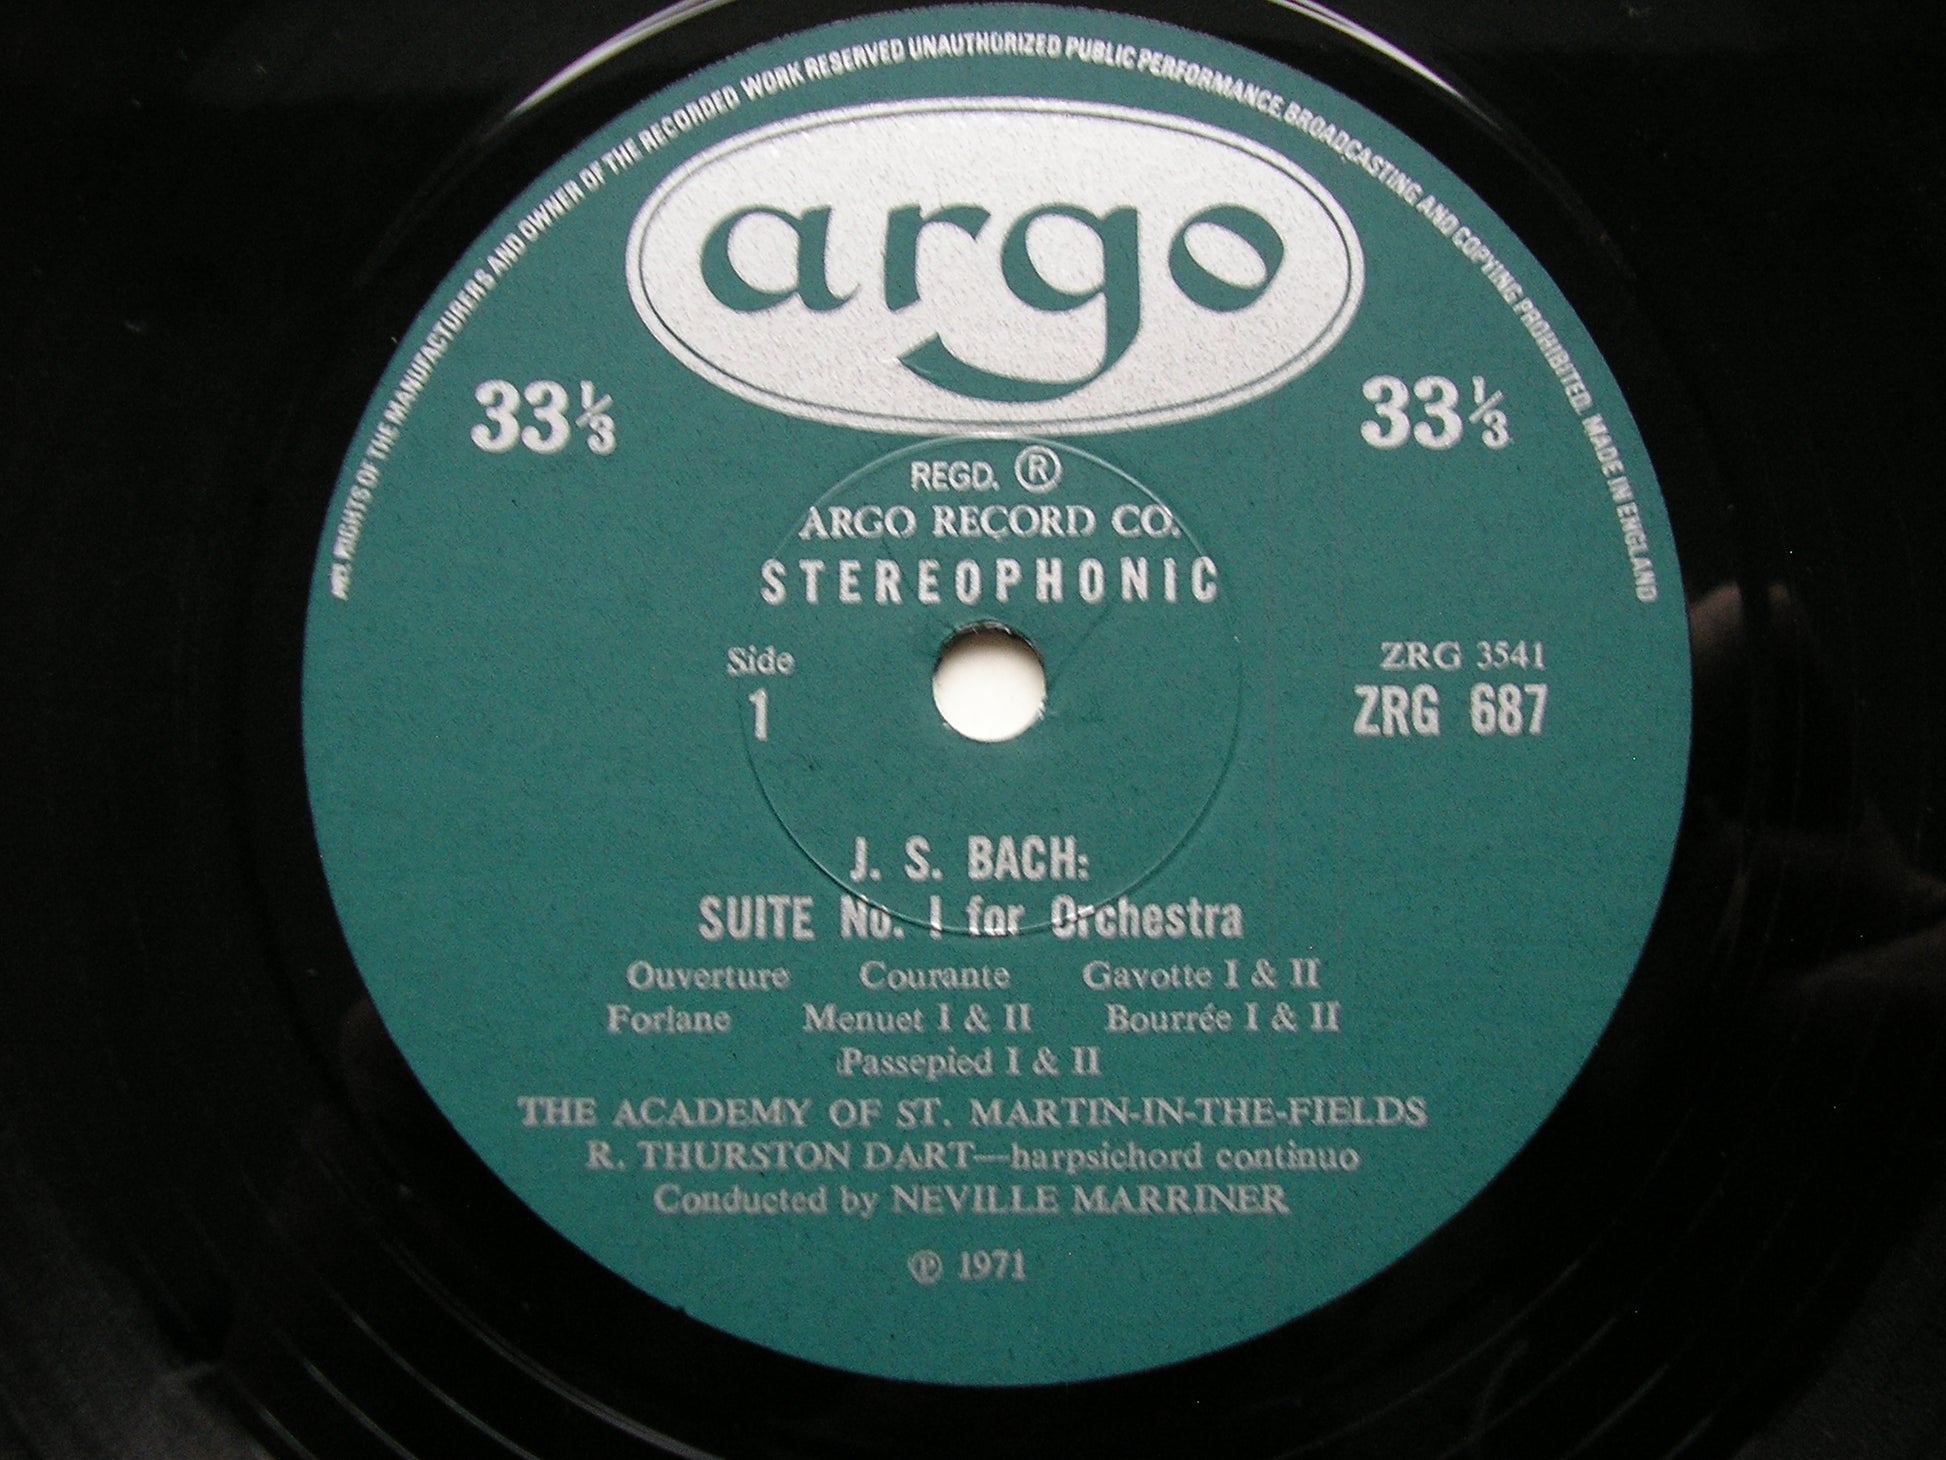 ALL RIGHTS OF THE MANUFACTURERS AND OWNER OF THE RECORDED WORK RESERVED UNAUTHORIZED PUBLIC PERFORMANCE, BROADCASTING AND COPYING PROHIBITED. MADE IN ENGLAND
argo
33⅓ 33⅓
REGD. ®
ARGO RECORD CO.
STEREOPHONIC
Side ZRG 3541
1 ZRG 687
J. S. BACH:
SUITE No. I for Orchestra
Ouverture Courante Gavotte I & II
Forlane Menuet I & II Bourrée I & II
Passepied I & II
THE ACADEMY OF ST. MARTIN-IN-THE-FIELDS
R. THURSTON DART—harpsichord continuo
Conducted by NEVILLE MARRINER
℗ 1971